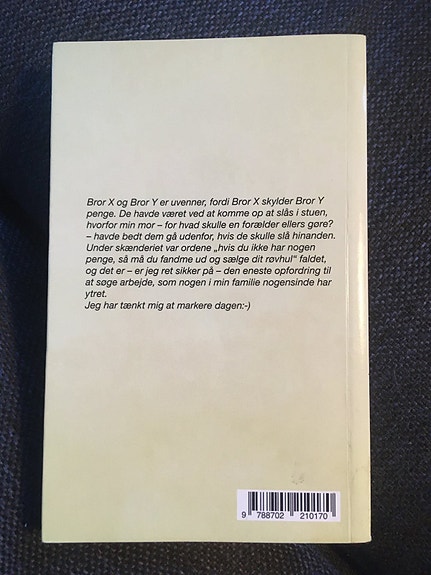 Bror X og Bror Y er uvenner, fordi Bror X skylder Bror Y
penge. De havde været ved at komme op at slås i stuen,
hvorfor min mor – for hvad skulle en forælder ellers gøre?
– havde bedt dem gå udenfor, hvis de skulle slå hinanden.
Under skænderiet var ordene „hvis du ikke har nogen
penge, så må du fandme ud og sælge dit røvhul“ faldet,
og det er – er jeg ret sikker på – den eneste opfordring til
at søge arbejde, som nogen i min familie nogensinde har
ytret.
Jeg har tænkt mig at markere dagen:-)
9 788702 210170